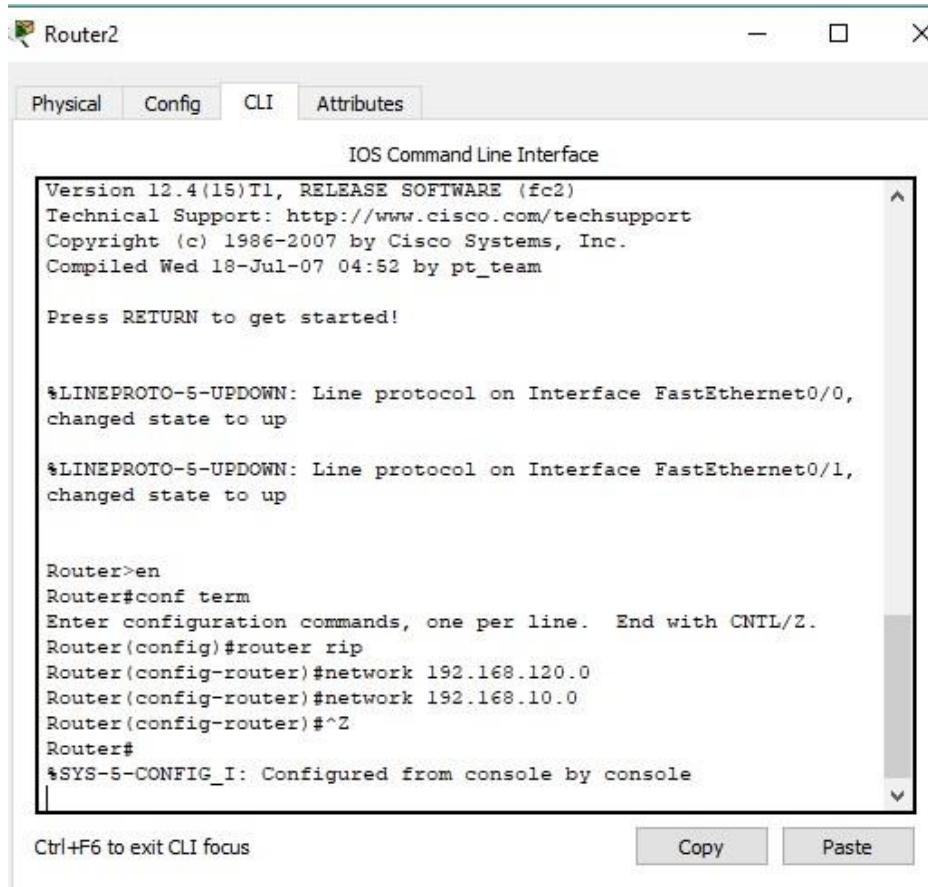 Router2
Physical Config CLI Attributes
IOS Command Line Interface
Version 12.4(15)T1, RELEASE SOFTWARE (fc2)
Technical Support: http://www.cisco.com/techsupport
Copyright (c) 1986-2007 by Cisco Systems, Inc.
Compiled Wed 18-Jul-07 04:52 by pt_team
Press RETURN to get started!
%LINEPROTO-5-UPDOWN: Line protocol on Interface FastEthernet0/0,
changed state to up
%LINEPROTO-5-UPDOWN: Line protocol on Interface FastEthernet0/1,
changed state to up
Router>en
Router#conf term
Enter configuration commands, one per line.  End with CNTL/Z.
Router(config)#router rip
Router(config-router)#network 192.168.120.0
Router(config-router)#network 192.168.10.0
Router(config-router)#^Z
Router#
%SYS-5-CONFIG_I: Configured from console by console
Ctrl+F6 to exit CLI focus
Copy Paste